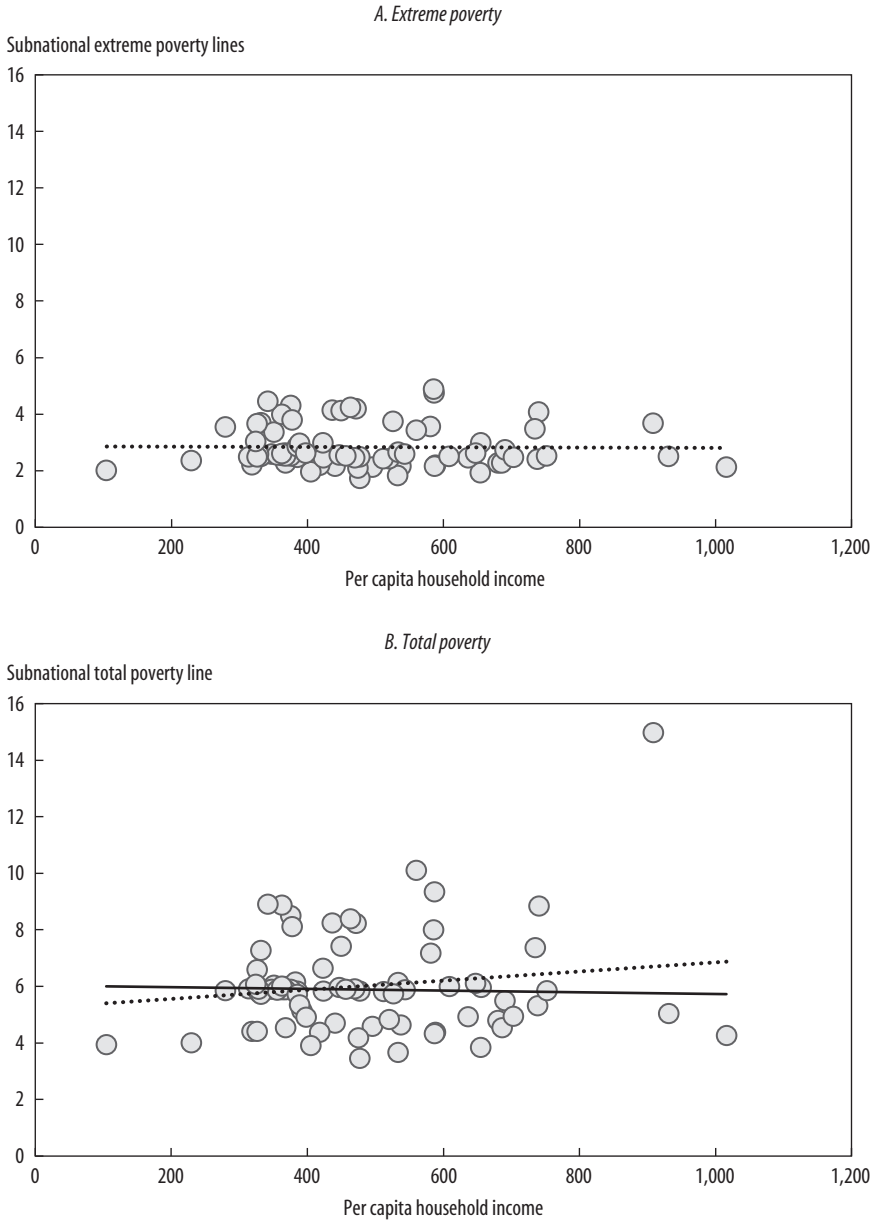 A. Extreme poverty
Subnational extreme poverty lines
16
14
12
10
8
6
4
2
0
0 200 400 600 800 1,000 1,200
Per capita household income
B. Total poverty
Subnational total poverty line
16
14
12
10
8
6
4
2
0
0 200 400 600 800 1,000 1,200
Per capita household income